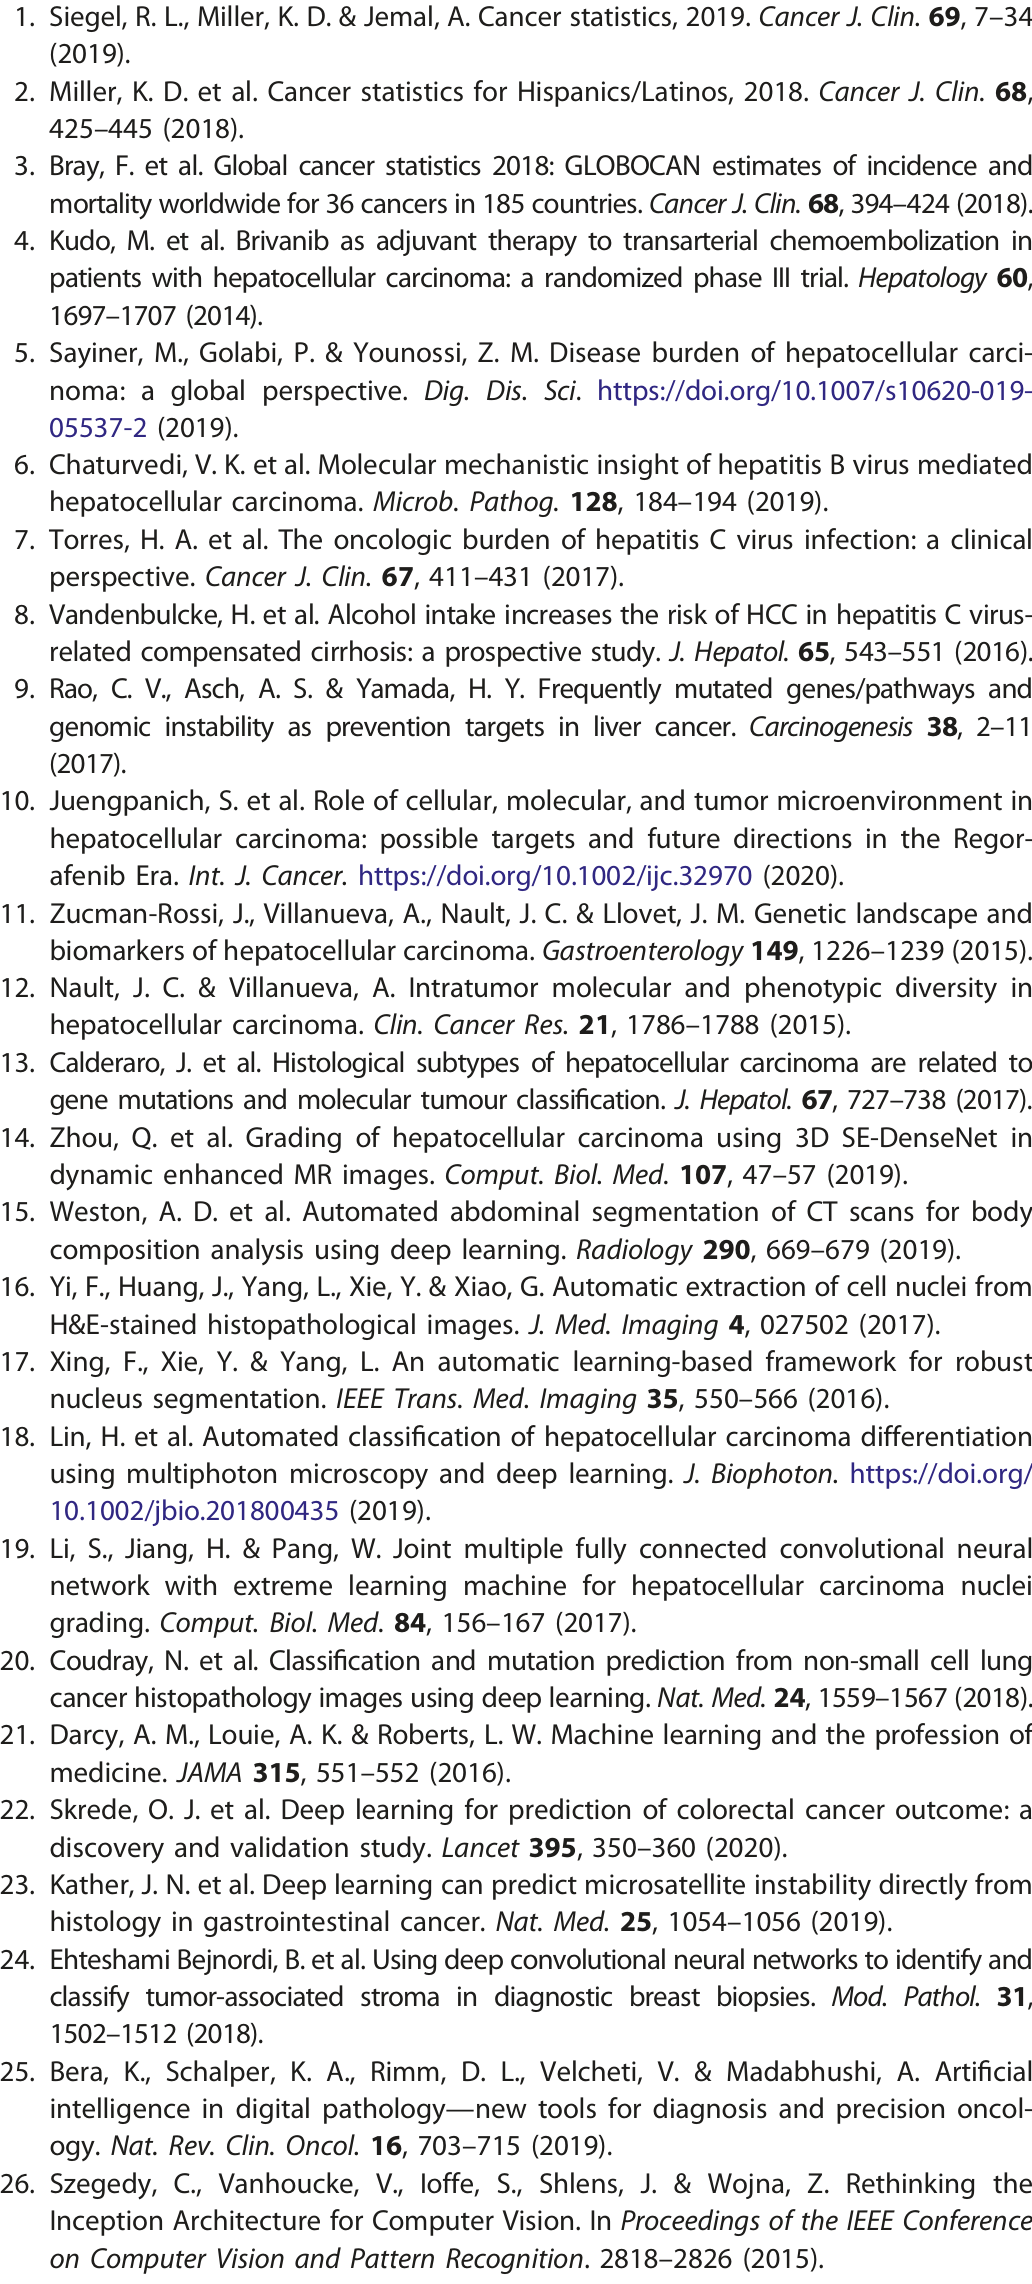 1. Siegel, R. L., Miller, K. D. & Jemal, A. Cancer statistics, 2019. Cancer J. Clin. 69, 7–34
(2019).
2. Miller, K. D. et al. Cancer statistics for Hispanics/Latinos, 2018. Cancer J. Clin. 68,
425–445 (2018).
3. Bray, F. et al. Global cancer statistics 2018: GLOBOCAN estimates of incidence and
mortality worldwide for 36 cancers in 185 countries. Cancer J. Clin. 68, 394–424 (2018).
4. Kudo, M. et al. Brivanib as adjuvant therapy to transarterial chemoembolization in
patients with hepatocellular carcinoma: a randomized phase III trial. Hepatology 60,
1697–1707 (2014).
5. Sayiner, M., Golabi, P. & Younossi, Z. M. Disease burden of hepatocellular carci-
noma: a global perspective. Dig. Dis. Sci. https://doi.org/10.1007/s10620-019-
05537-2 (2019).
6. Chaturvedi, V. K. et al. Molecular mechanistic insight of hepatitis B virus mediated
hepatocellular carcinoma. Microb. Pathog. 128, 184–194 (2019).
7. Torres, H. A. et al. The oncologic burden of hepatitis C virus infection: a clinical
perspective. Cancer J. Clin. 67, 411–431 (2017).
8. Vandenbulcke, H. et al. Alcohol intake increases the risk of HCC in hepatitis C virus-
related compensated cirrhosis: a prospective study. J. Hepatol. 65, 543–551 (2016).
9. Rao, C. V., Asch, A. S. & Yamada, H. Y. Frequently mutated genes/pathways and
genomic instability as prevention targets in liver cancer. Carcinogenesis 38, 2–11
(2017).
10. Juengpanich, S. et al. Role of cellular, molecular, and tumor microenvironment in
hepatocellular carcinoma: possible targets and future directions in the Regor-
afenib Era. Int. J. Cancer. https://doi.org/10.1002/ijc.32970 (2020).
11. Zucman-Rossi, J., Villanueva, A., Nault, J. C. & Llovet, J. M. Genetic landscape and
biomarkers of hepatocellular carcinoma. Gastroenterology 149, 1226–1239 (2015).
12. Nault, J. C. & Villanueva, A. Intratumor molecular and phenotypic diversity in
hepatocellular carcinoma. Clin. Cancer Res. 21, 1786–1788 (2015).
13. Calderaro, J. et al. Histological subtypes of hepatocellular carcinoma are related to
gene mutations and molecular tumour classification. J. Hepatol. 67, 727–738 (2017).
14. Zhou, Q. et al. Grading of hepatocellular carcinoma using 3D SE-DenseNet in
dynamic enhanced MR images. Comput. Biol. Med. 107, 47–57 (2019).
15. Weston, A. D. et al. Automated abdominal segmentation of CT scans for body
composition analysis using deep learning. Radiology 290, 669–679 (2019).
16. Yi, F., Huang, J., Yang, L., Xie, Y. & Xiao, G. Automatic extraction of cell nuclei from
H&E-stained histopathological images. J. Med. Imaging 4, 027502 (2017).
17. Xing, F., Xie, Y. & Yang, L. An automatic learning-based framework for robust
nucleus segmentation. IEEE Trans. Med. Imaging 35, 550–566 (2016).
18. Lin, H. et al. Automated classification of hepatocellular carcinoma differentiation
using multiphoton microscopy and deep learning. J. Biophoton. https://doi.org/
10.1002/jbio.201800435 (2019).
19. Li, S., Jiang, H. & Pang, W. Joint multiple fully connected convolutional neural
network with extreme learning machine for hepatocellular carcinoma nuclei
grading. Comput. Biol. Med. 84, 156–167 (2017).
20. Coudray, N. et al. Classification and mutation prediction from non-small cell lung
cancer histopathology images using deep learning. Nat. Med. 24, 1559–1567 (2018).
21. Darcy, A. M., Louie, A. K. & Roberts, L. W. Machine learning and the profession of
medicine. JAMA 315, 551–552 (2016).
22. Skrede, O. J. et al. Deep learning for prediction of colorectal cancer outcome: a
discovery and validation study. Lancet 395, 350–360 (2020).
23. Kather, J. N. et al. Deep learning can predict microsatellite instability directly from
histology in gastrointestinal cancer. Nat. Med. 25, 1054–1056 (2019).
24. Ehteshami Bejnordi, B. et al. Using deep convolutional neural networks to identify and
classify tumor-associated stroma in diagnostic breast biopsies. Mod. Pathol. 31,
1502–1512 (2018).
25. Bera, K., Schalper, K. A., Rimm, D. L., Velcheti, V. & Madabhushi, A. Artificial
intelligence in digital pathology—new tools for diagnosis and precision oncol-
ogy. Nat. Rev. Clin. Oncol. 16, 703–715 (2019).
26. Szegedy, C., Vanhoucke, V., Ioffe, S., Shlens, J. & Wojna, Z. Rethinking the
Inception Architecture for Computer Vision. In Proceedings of the IEEE Conference
on Computer Vision and Pattern Recognition. 2818–2826 (2015).